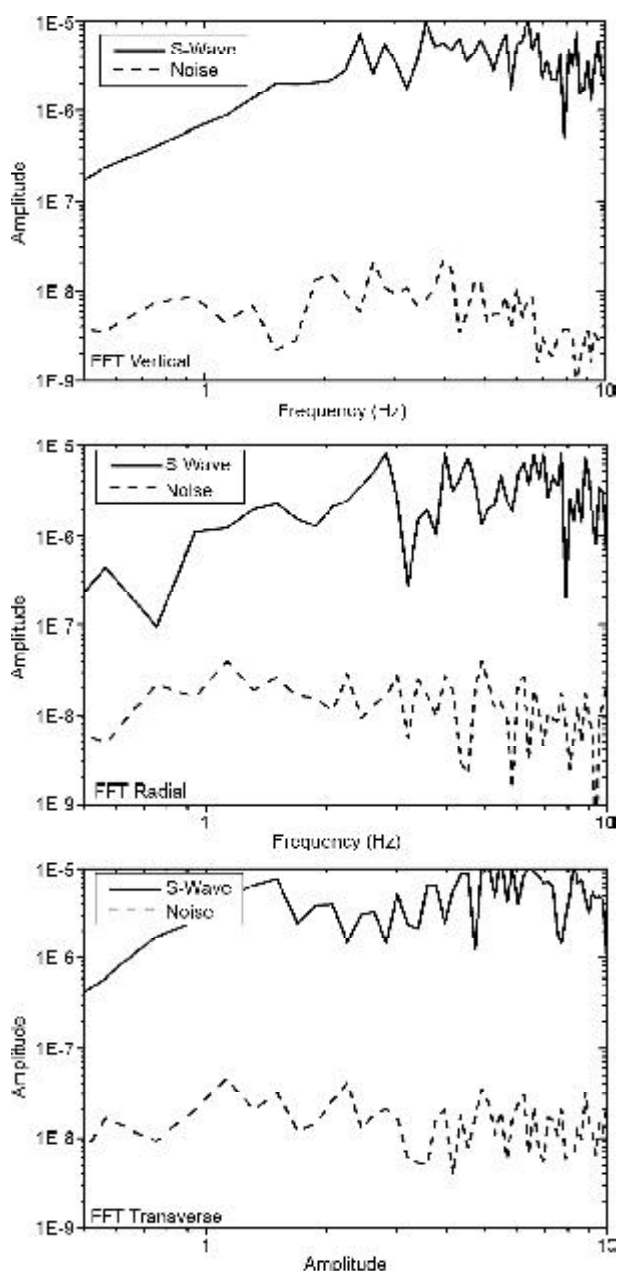 1E-5
S-Wave
Noise
1E-6
Amplitude
1E-7
1E-8
FFT Vertical
1E-9
1
10
Frequency (Hz)
1E-5
S Wave
Noise
1E-6
Amplitude
1E-7
1E-8
FFT Radial
1E 9
1
10
Frequency (Hz)
1E-5
S-Wave
Noise
1E-6
Amplitude
1E-7
1E-8
FFT Transverse
1E-9
1
10
Amplitude